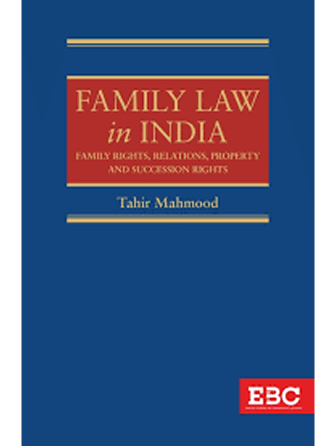 FAMILY LAW
in INDIA
FAMILY RIGHTS, RELATIONS, PROPERTY
AND SUCCESSION RIGHTS
Tahir Mahmood
EBC